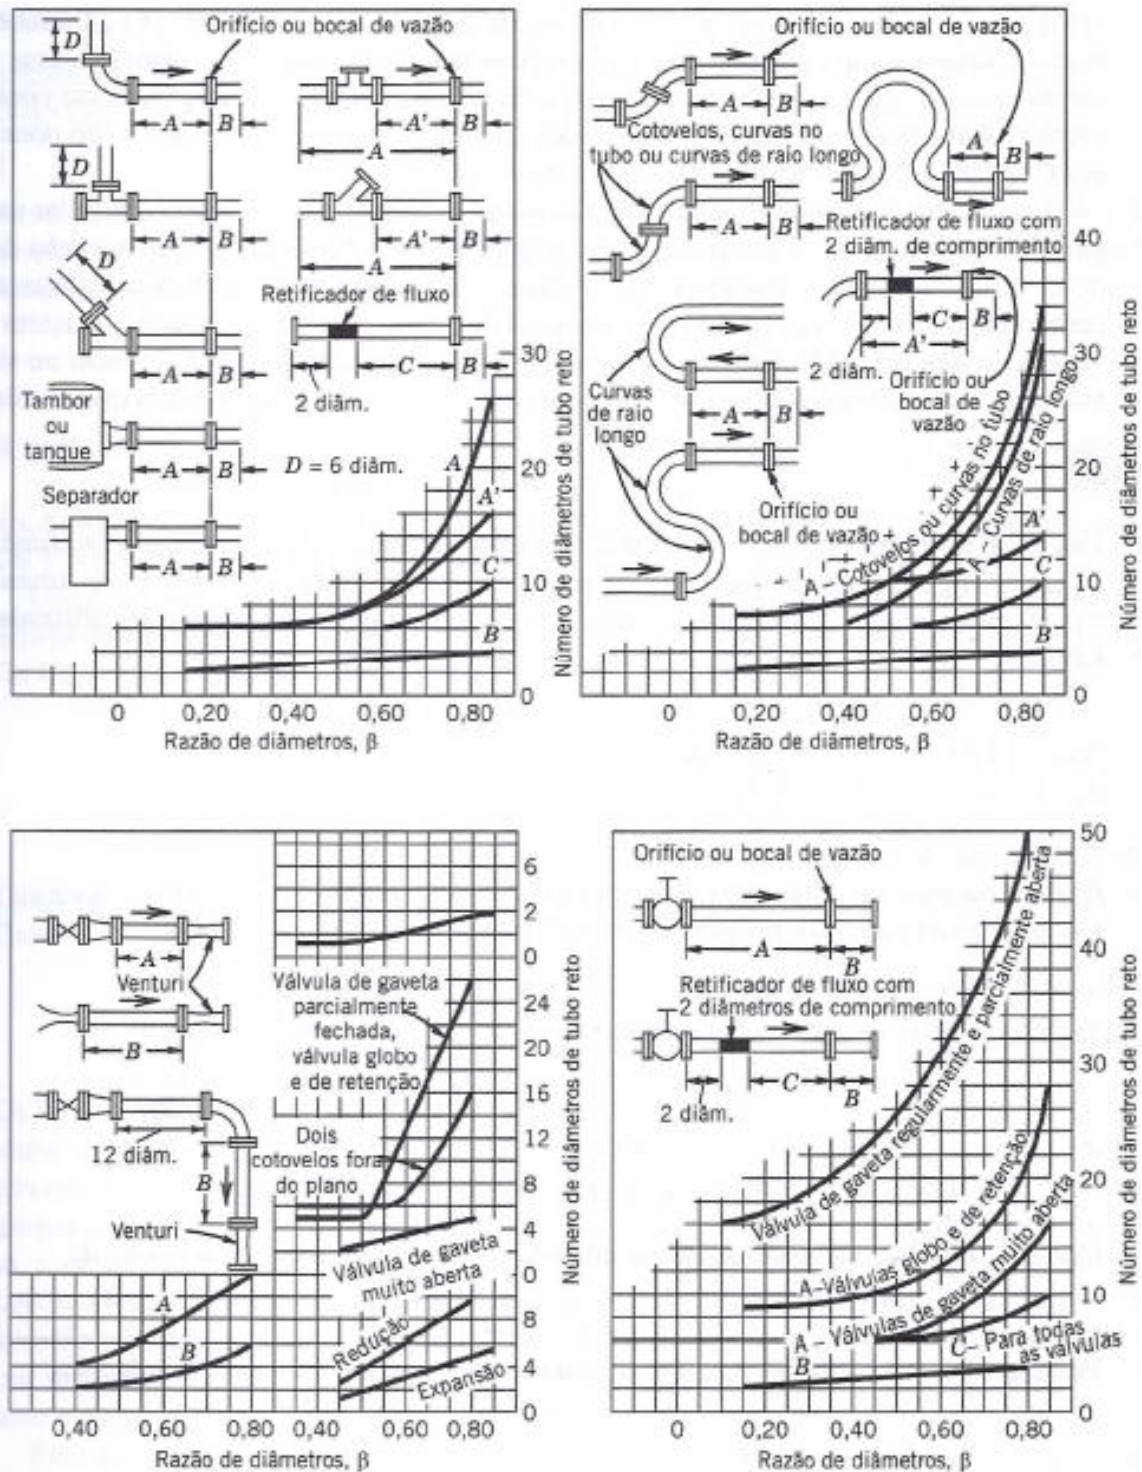 D
Orifício ou bocal de vazão
A
B
A'
B
A
D
A
B
A'
B
A
D
Retificador de fluxo
A
B
C
B
2 diâm.
Tambor
ou
tanque
A
B
D = 6 diâm.
Separador
A
B
A
A'
C
B
30
20
10
0
Número de diâmetros de tubo reto
0
0,20
0,40
0,60
0,80
Razão de diâmetros, β
Orifício ou bocal de vazão
A
B
Cotovelos, curvas no
tubo ou curvas de raio longo
A
B
A
B
Retificador de fluxo com
2 diâm. de comprimento
C
B
A'
2 diâm.
Orifício ou
bocal de
vazão
Curvas
de raio
longo
A
B
Orifício ou
bocal de vazão
A – Cotovelos ou curvas no tubo
A – Curvas de raio longo
A'
C
B
40
30
20
10
0
Número de diâmetros de tubo reto
0
0,20
0,40
0,60
0,80
Razão de diâmetros, β
A
Venturi
B
12 diâm.
B
Venturi
Válvula de gaveta
parcialmente
fechada,
válvula globo
e de retenção
Dois
cotovelos fora
do plano
Válvula de gaveta
muito aberta
Redução
Expansão
A
B
6
2
0
24
20
16
12
8
4
0
8
4
0
Número de diâmetros de tubo reto
0,40
0,60
0,80
0,40
0,60
0,80
Razão de diâmetros, β
Orifício ou bocal de vazão
A
B
Retificador de fluxo com
2 diâmetros de comprimento
C
B
2 diâm.
Válvula de gaveta regularmente e parcialmente aberta
A–Válvulas globo e de retenção
A – Válvulas de gaveta muito aberta
C– Para todas
as válvulas
B
50
40
30
20
10
0
Número de diâmetros de tubo reto
0
0,20
0,40
0,60
0,80
Razão de diâmetros, β